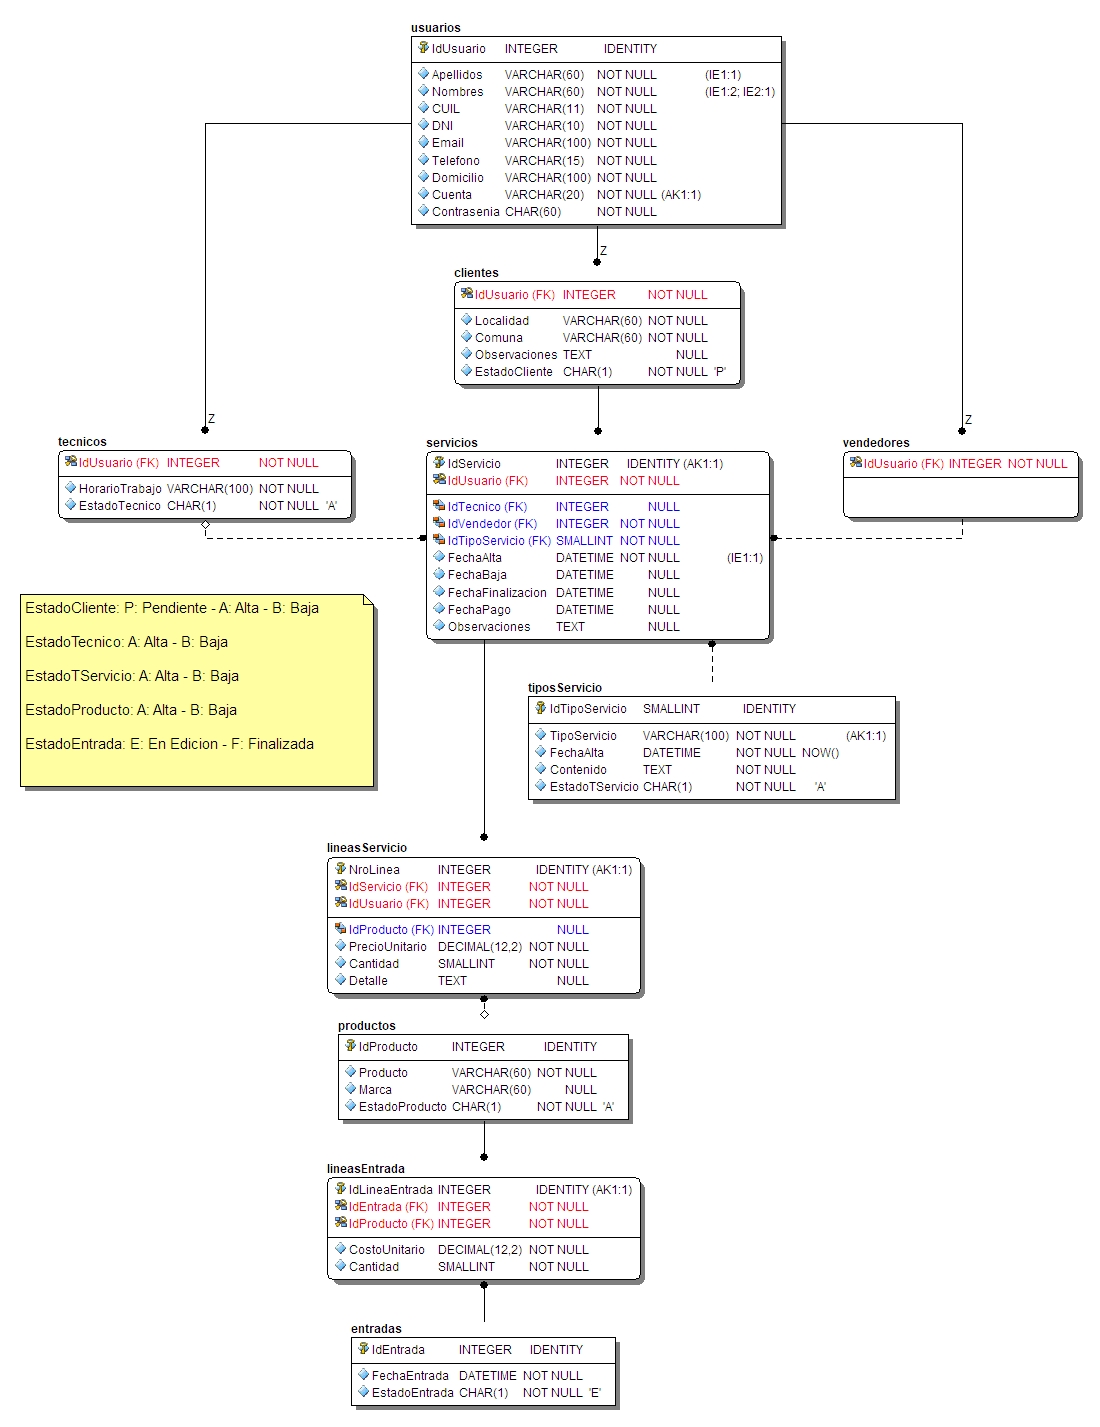 usuarios
IdUsuario INTEGER IDENTITY
Apellidos VARCHAR(60) NOT NULL (IE1:1)
Nombres VARCHAR(60) NOT NULL (IE1:2; IE2:1)
CUIL VARCHAR(11) NOT NULL
DNI VARCHAR(10) NOT NULL
Email VARCHAR(100) NOT NULL
Telefono VARCHAR(15) NOT NULL
Domicilio VARCHAR(100) NOT NULL
Cuenta VARCHAR(20) NOT NULL (AK1:1)
Contrasenia CHAR(60) NOT NULL
Z
clientes
IdUsuario (FK) INTEGER NOT NULL
Localidad VARCHAR(60) NOT NULL
Comuna VARCHAR(60) NOT NULL
Observaciones TEXT NULL
EstadoCliente CHAR(1) NOT NULL 'P'
Z
tecnicos
IdUsuario (FK) INTEGER NOT NULL
HorarioTrabajo VARCHAR(100) NOT NULL
EstadoTecnico CHAR(1) NOT NULL 'A'
servicios
IdServicio INTEGER IDENTITY (AK1:1)
IdUsuario (FK) INTEGER NOT NULL
IdTecnico (FK) INTEGER NULL
IdVendedor (FK) INTEGER NOT NULL
IdTipoServicio (FK) SMALLINT NOT NULL
FechaAlta DATETIME NOT NULL (IE1:1)
FechaBaja DATETIME NULL
FechaFinalizacion DATETIME NULL
FechaPago DATETIME NULL
Observaciones TEXT NULL
Z
vendedores
IdUsuario (FK) INTEGER NOT NULL
EstadoCliente: P: Pendiente - A: Alta - B: Baja
EstadoTecnico: A: Alta - B: Baja
EstadoTServicio: A: Alta - B: Baja
EstadoProducto: A: Alta - B: Baja
EstadoEntrada: E: En Edicion - F: Finalizada
tiposServicio
IdTipoServicio SMALLINT IDENTITY
TipoServicio VARCHAR(100) NOT NULL (AK1:1)
FechaAlta DATETIME NOT NULL NOW()
Contenido TEXT NOT NULL
EstadoTServicio CHAR(1) NOT NULL 'A'
lineasServicio
NroLinea INTEGER IDENTITY (AK1:1)
IdServicio (FK) INTEGER NOT NULL
IdUsuario (FK) INTEGER NOT NULL
IdProducto (FK) INTEGER NULL
PrecioUnitario DECIMAL(12,2) NOT NULL
Cantidad SMALLINT NOT NULL
Detalle TEXT NULL
productos
IdProducto INTEGER IDENTITY
Producto VARCHAR(60) NOT NULL
Marca VARCHAR(60) NULL
EstadoProducto CHAR(1) NOT NULL 'A'
lineasEntrada
IdLineaEntrada INTEGER IDENTITY (AK1:1)
IdEntrada (FK) INTEGER NOT NULL
IdProducto (FK) INTEGER NOT NULL
CostoUnitario DECIMAL(12,2) NOT NULL
Cantidad SMALLINT NOT NULL
entradas
IdEntrada INTEGER IDENTITY
FechaEntrada DATETIME NOT NULL
EstadoEntrada CHAR(1) NOT NULL 'E'